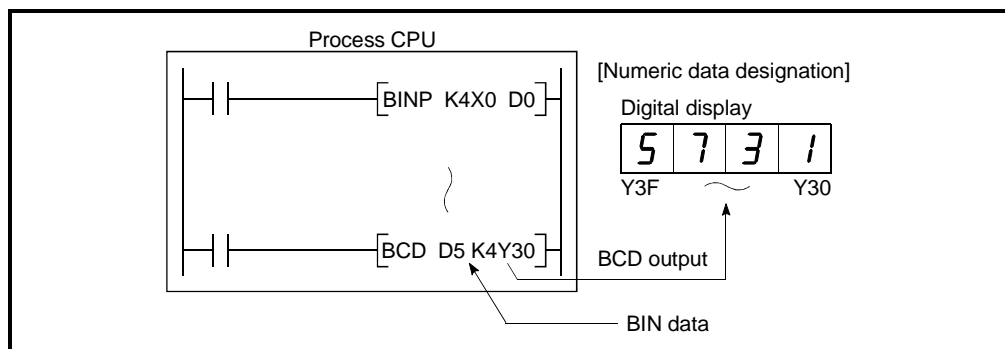 Process CPU
[Numeric data designation]
BINP K4X0 D0
Digital display
5 7 3 1
Y3F Y30
BCD D5 K4Y30
BCD output
BIN data